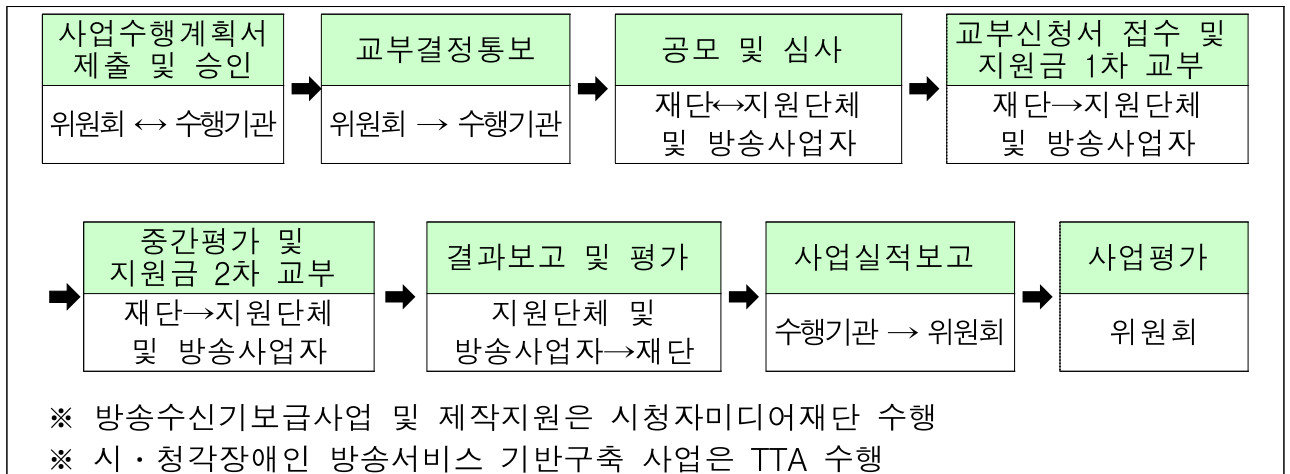 사업수행계획서
제출 및 승인
위원회 ↔ 수행기관
교부결정통보
위원회 → 수행기관
공모 및 심사
재단↔지원단체
및 방송사업자
교부신청서 접수 및
지원금 1차 교부
재단→지원단체
및 방송사업자
중간평가 및
지원금 2차 교부
재단→지원단체
및 방송사업자
결과보고 및 평가
지원단체 및
방송사업자→재단
사업실적보고
수행기관 → 위원회
사업평가
위원회
※ 방송수신기보급사업 및 제작지원은 시청자미디어재단 수행
※ 시·청각장애인 방송서비스 기반구축 사업은 TTA 수행